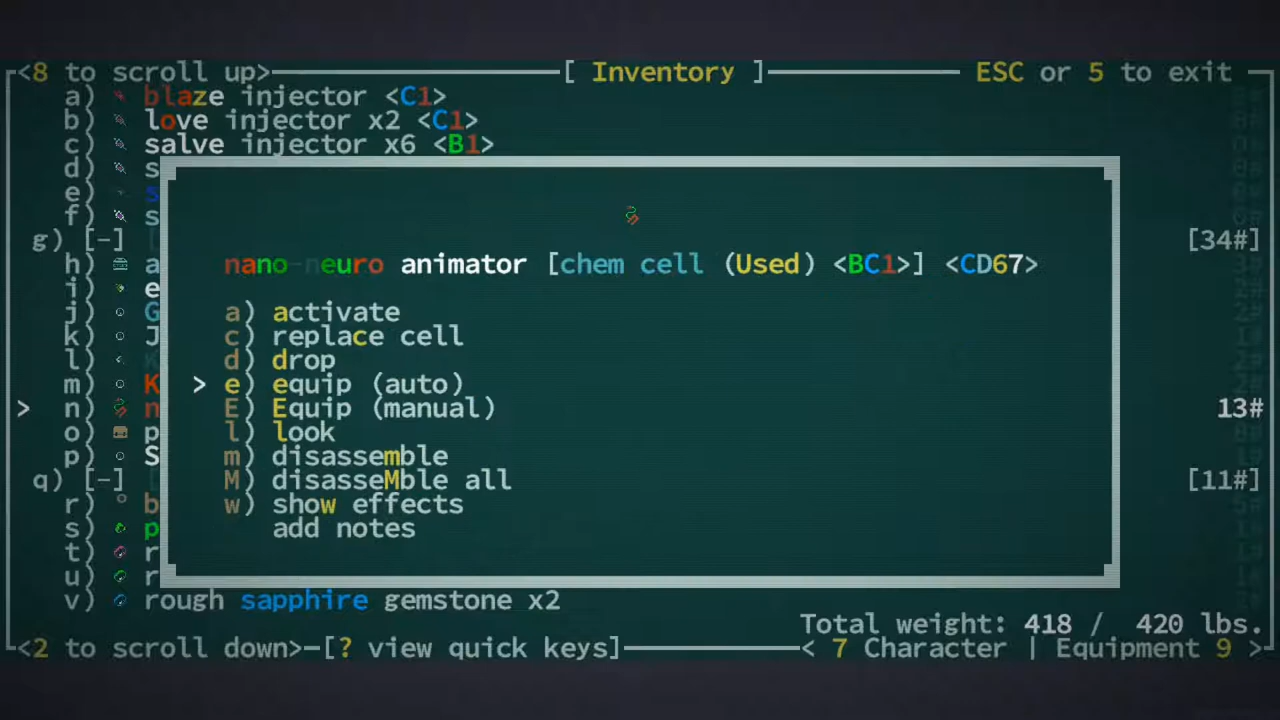 <8 to scroll up> [ Inventory ] ESC or 5 to exit
a) blaze injector <C1>
b) love injector x2 <C1>
c) salve injector x6 <B1>
d) s
e) s
f) s
g) [-] [34#]
h) a
i) e
j) G
k) J
l)
m) K
> n) n 13#
o) p
p) S
q) [-] [11#]
r) b
s) p
t) r
u) r
v) rough sapphire gemstone x2
nano-neuro animator [chem cell (Used) <BC1>] <CD67>
a) activate
c) replace cell
d) drop
> e) equip (auto)
E) Equip (manual)
l) look
m) disassemble
M) disasseMble all
w) show effects
add notes
Total weight: 418 / 420 lbs.
<2 to scroll down> [? view quick keys] < 7 Character | Equipment 9 >